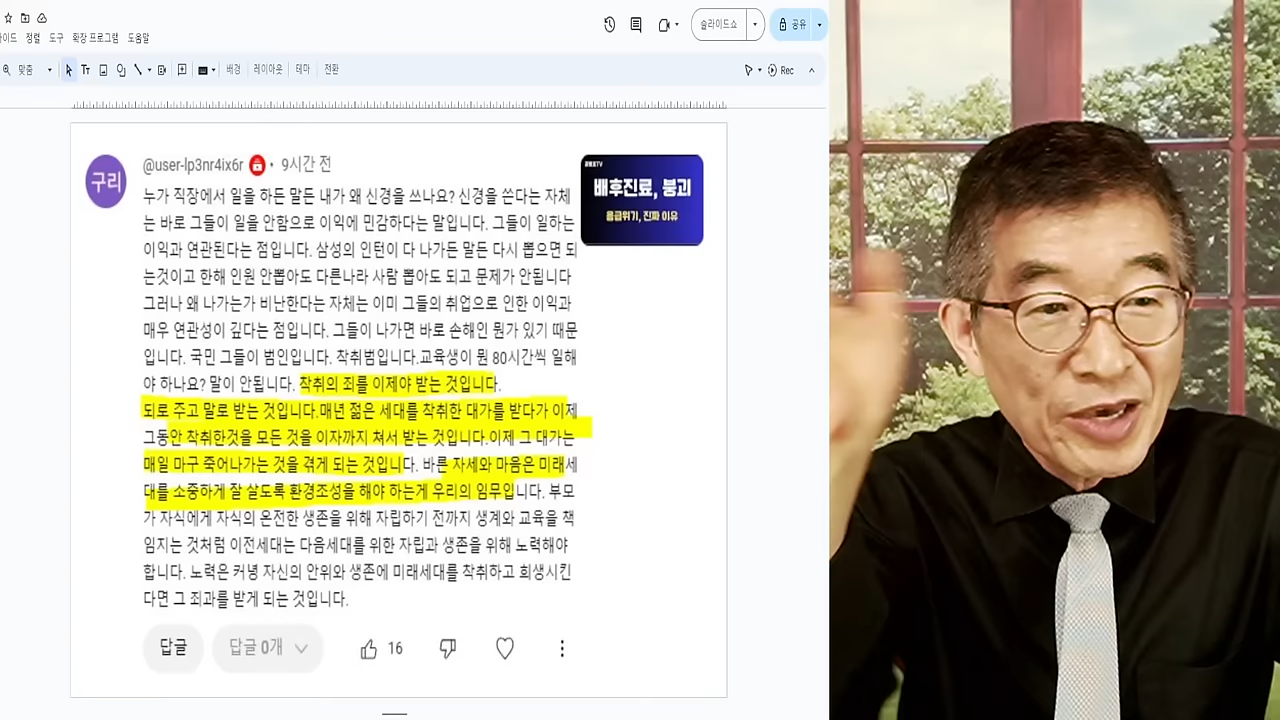 이드 정렬 도구 확장 프로그램 도움말
슬라이드쇼
공유
맞춤
배경 레이아웃 테마 전환
Rec
구리
@user-lp3nr4ix6r · 9시간 전
누가 직장에서 일을 하든 말든 내가 왜 신경을 쓰나요? 신경을 쓴다는 자체
는 바로 그들이 일을 안함으로 이익에 민감하다는 말입니다. 그들이 일하는
이익과 연관된다는 점입니다. 삼성의 인턴이 다 나가든 말든 다시 뽑으면 되
는것이고 한해 인원 안뽑아도 다른나라 사람 뽑아도 되고 문제가 안됩니다
그러나 왜 나가는가 비난한다는 자체는 이미 그들의 취업으로 인한 이익과
매우 연관성이 깊다는 점입니다. 그들이 나가면 바로 손해인 뭔가 있기 때문
입니다. 국민 그들이 범인입니다. 착취범입니다.교육생이 뭔 80시간씩 일해
야 하나요? 말이 안됩니다. 착취의 죄를 이제야 받는 것입니다.
되로 주고 말로 받는 것입니다.매년 젊은 세대를 착취한 대가를 받다가 이제
그동안 착취한것을 모든 것을 이자까지 쳐서 받는 것입니다.이제 그 대가는
매일 마구 죽어나가는 것을 겪게 되는 것입니다. 바른 자세와 마음은 미래세
대를 소중하게 잘 살도록 환경조성을 해야 하는게 우리의 임무입니다. 부모
가 자식에게 자식의 온전한 생존을 위해 자립하기 전까지 생계와 교육을 책
임지는 것처럼 이전세대는 다음세대를 위한 자립과 생존을 위해 노력해야
합니다. 노력은 커녕 자신의 안위와 생존에 미래세대를 착취하고 희생시킨
다면 그 죄과를 받게 되는 것입니다.
배후진료, 붕괴
응급위기, 진짜 이유
답글
답글 0개
16